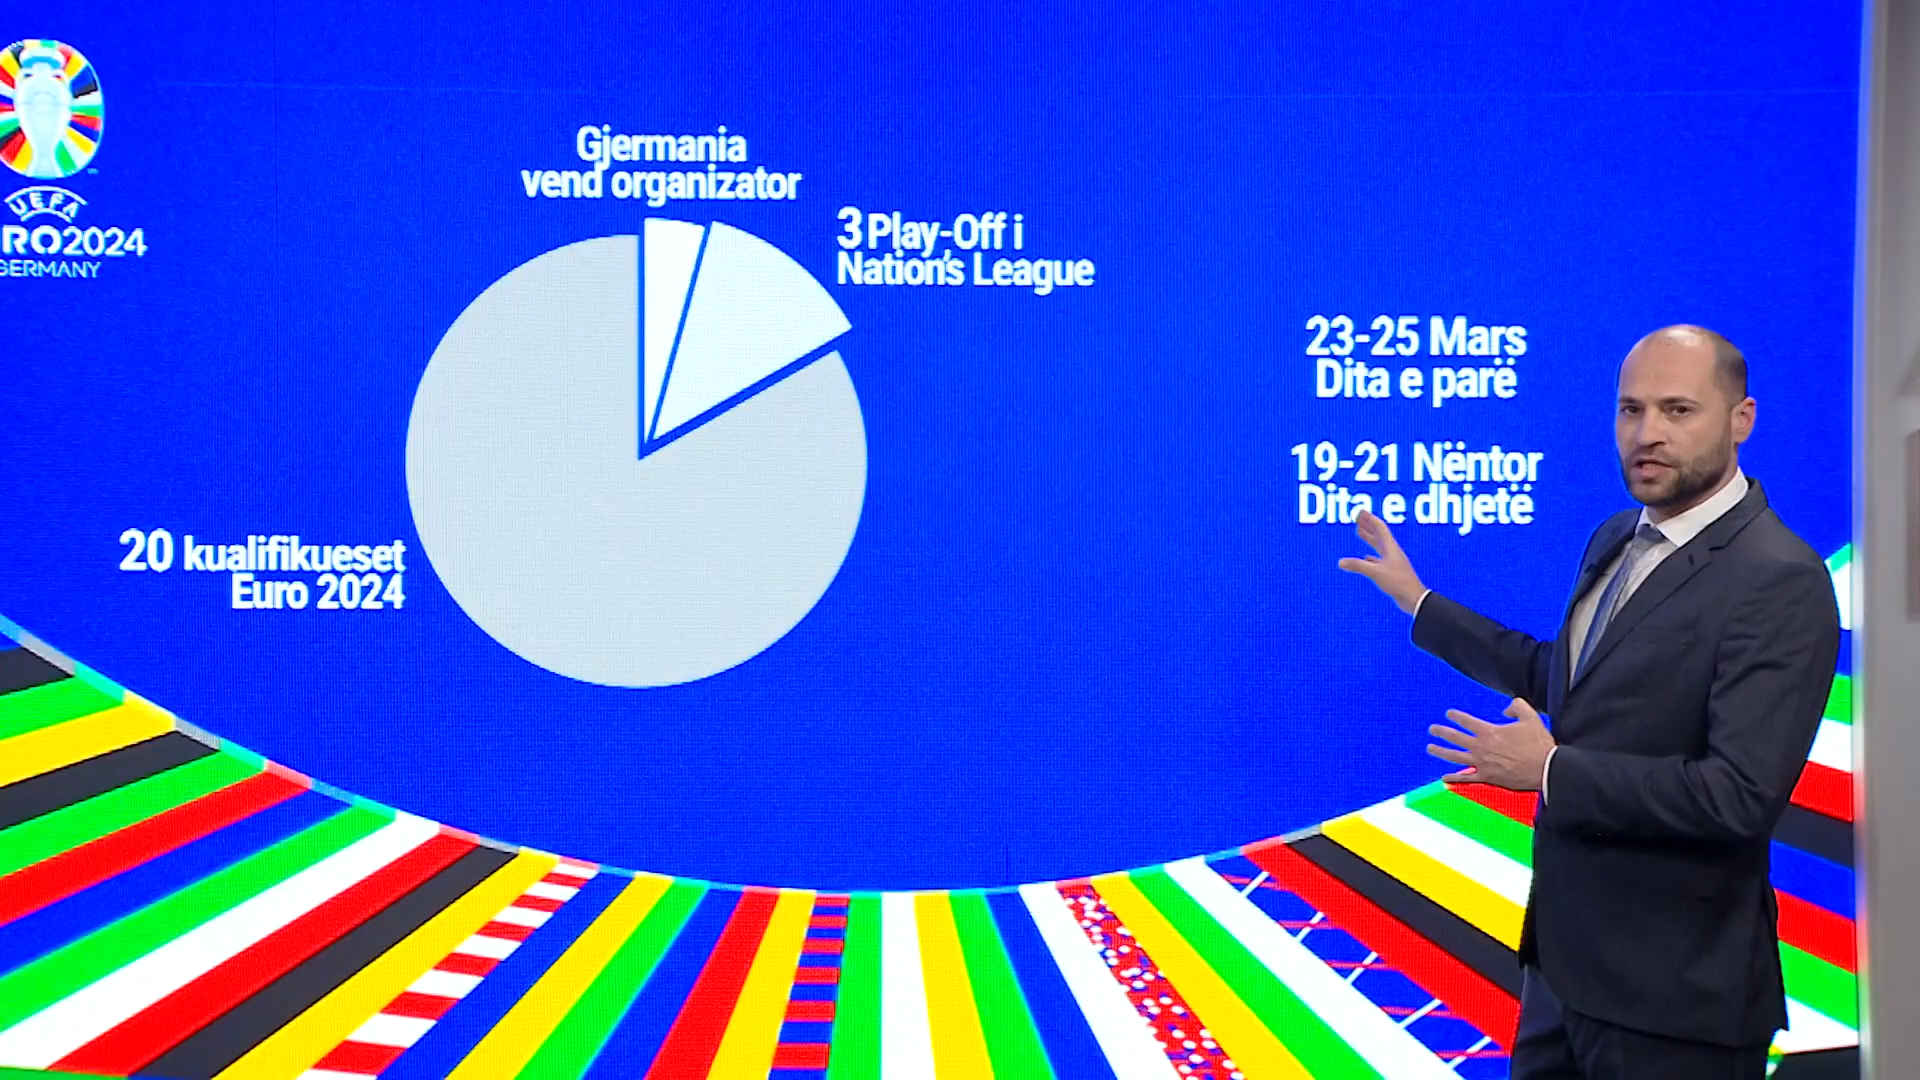 UEFA
RO2024
GERMANY
Gjermania
vend organizator
3 Play-Off i
Nation's League
23-25 Mars
Dita e parë
19-21 Nëntor
Dita e dhjetë
20 kualifikueset
Euro 2024